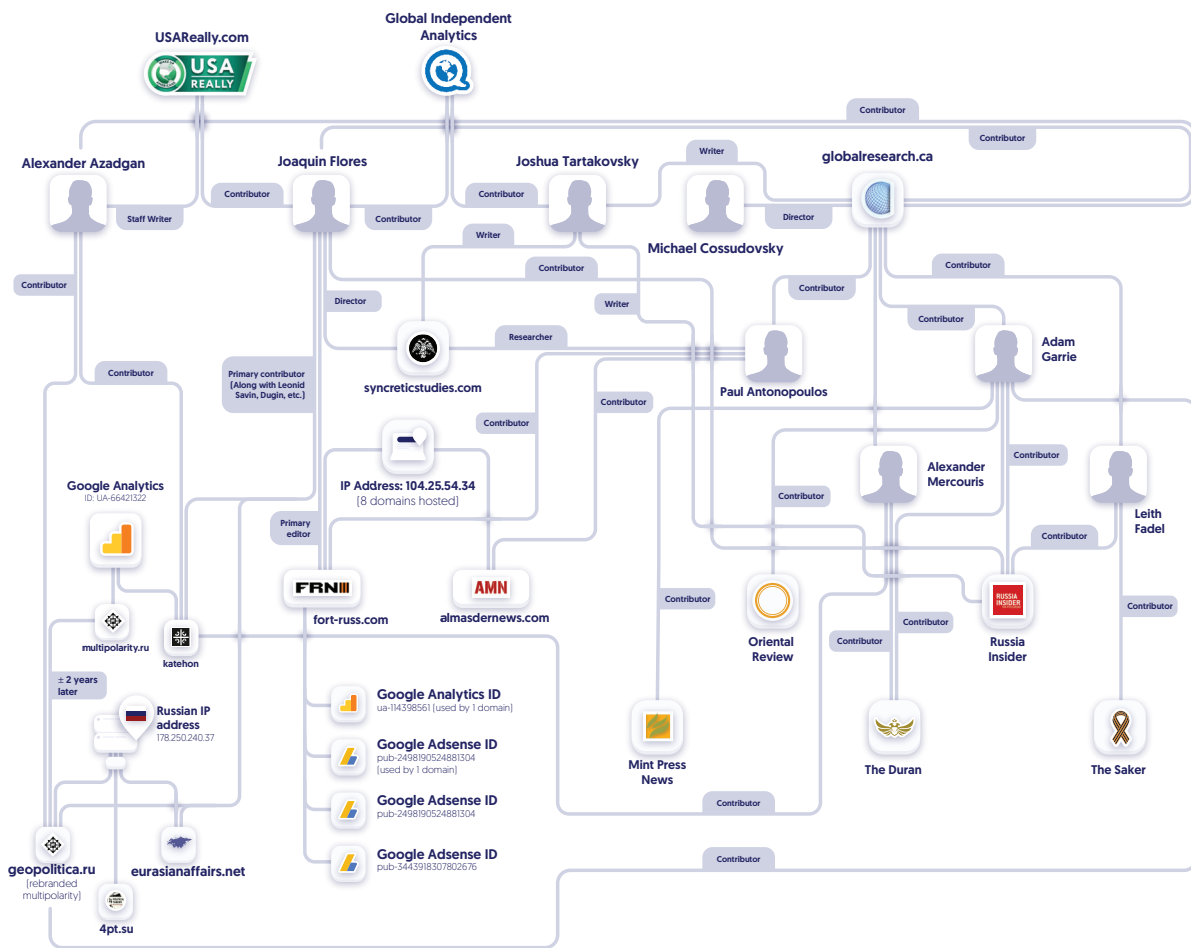 USAReally.com
USA
REALLY
Global Independent
Analytics
Contributor
Contributor
Alexander Azadgan
Joaquin Flores
Joshua Tartakovsky
Writer
globalresearch.ca
Contributor
Contributor
Contributor
Staff Writer
Director
Michael Cossudovsky
Writer
Contributor
Contributor
Contributor
Contributor
Director
Writer
Contributor
Researcher
Adam
Garrie
syncreticstudies.com
Paul Antonopoulos
Contributor
Primary contributor
(Along with Leonid
Savin, Dugin, etc.)
Contributor
Contributor
IP Address: 104.25.54.34
[8 domains hosted]
Google Analytics
ID: UA-66421322
Alexander
Mercouris
Contributor
Contributor
Leith
Fadel
Primary
editor
Contributor
FRN
fort-russ.com
AMN
almasdernews.com
Contributor
RUSSIA
INSIDER
Contributor
Contributor
Contributor
Oriental
Review
Russia
Insider
multipolarity.ru
katehon
± 2 years
later
Russian IP
address
178.250.240.37
Google Analytics ID
ua-114398561 (used by 1 domain)
Google Adsense ID
pub-2498190524881304
(used by 1 domain)
Google Adsense ID
pub-2498190524881304
Google Adsense ID
pub-3443918307802676
Mint Press
News
The Duran
The Saker
Contributor
Contributor
geopolitica.ru
(rebranded
multipolarity)
eurasianaffairs.net
4pt.su